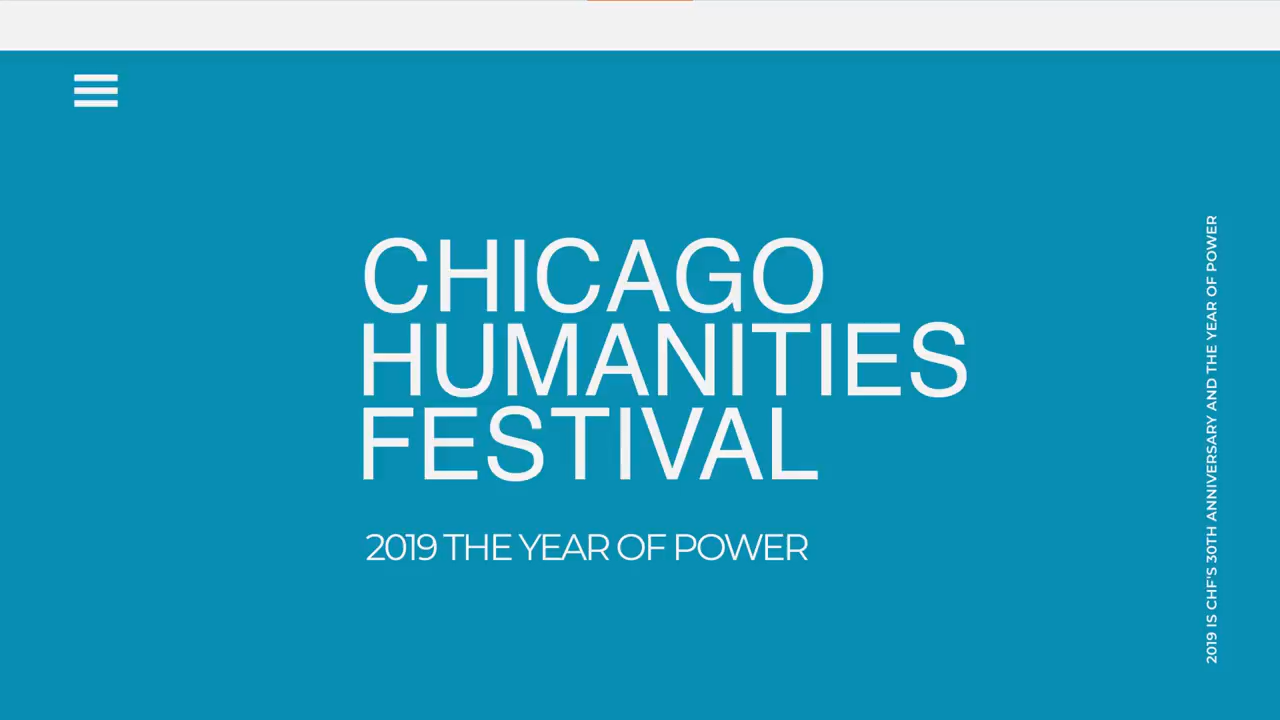 CHICAGO
HUMANITIES
FESTIVAL
2019 THE YEAR OF POWER
2019 IS CHF'S 30TH ANNIVERSARY AND THE YEAR OF POWER